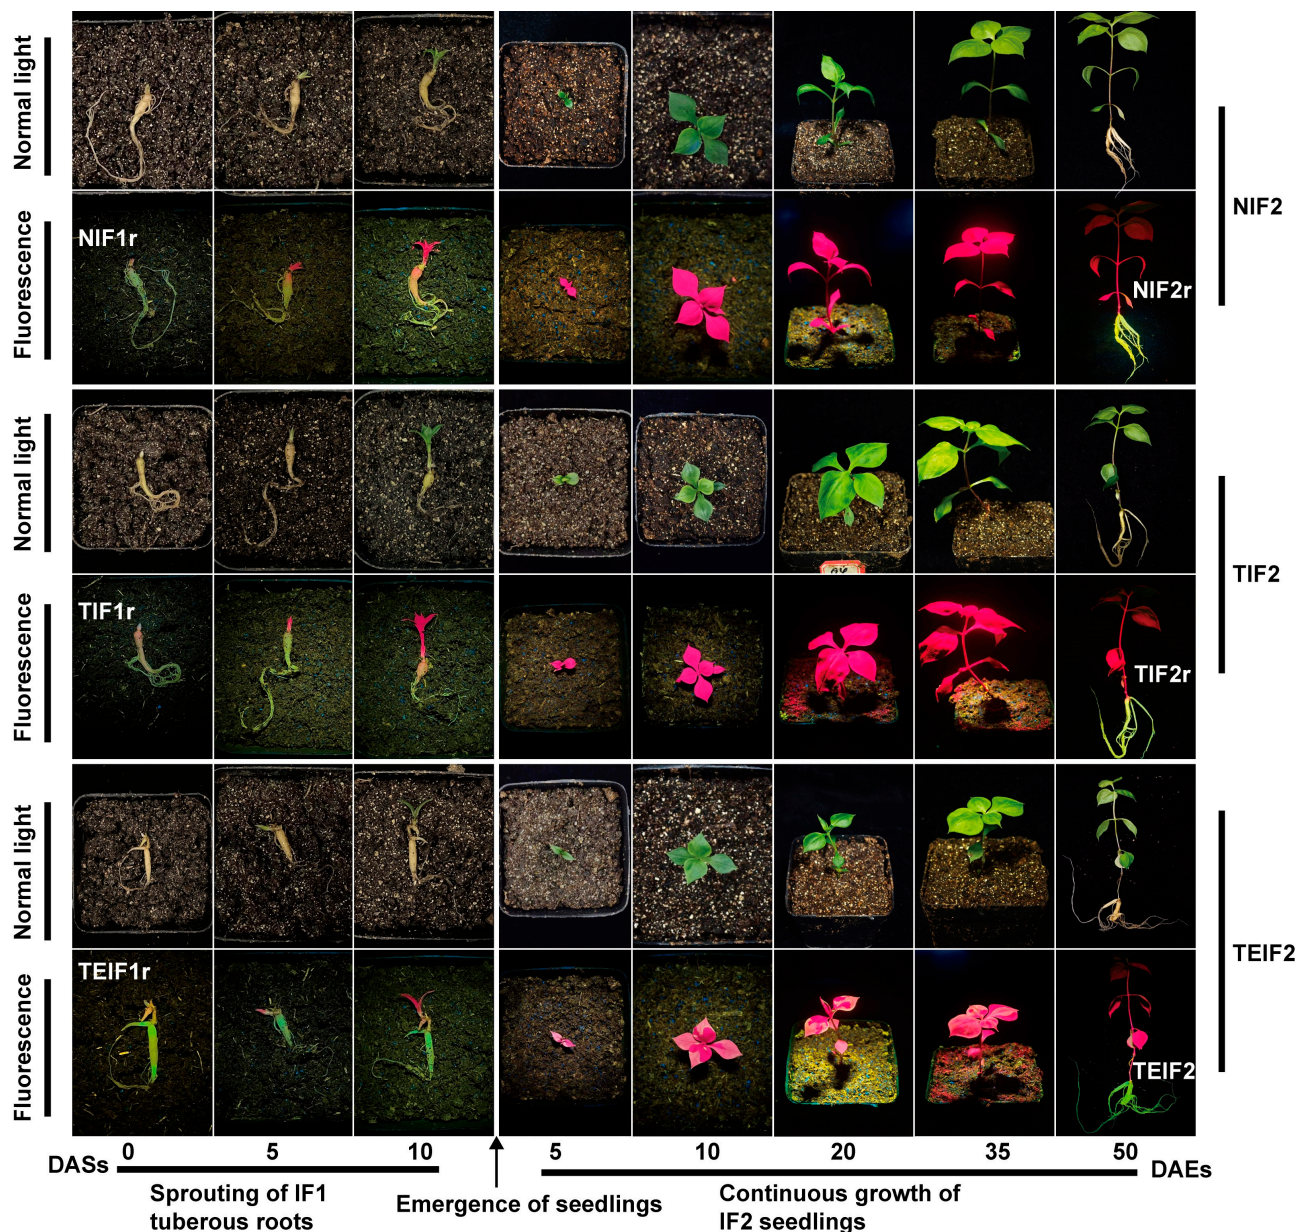 Normal light
NIF2
Fluorescence
NIF1r
NIF2r
Normal light
TIF2
Fluorescence
TIF1r
TIF2r
Normal light
TEIF2
Fluorescence
TEIF1r
TEIF2
DASs
0
5
10
5
10
20
35
50
DAEs
Sprouting of IF1
tuberous roots
Emergence of seedlings
Continuous growth of
IF2 seedlings